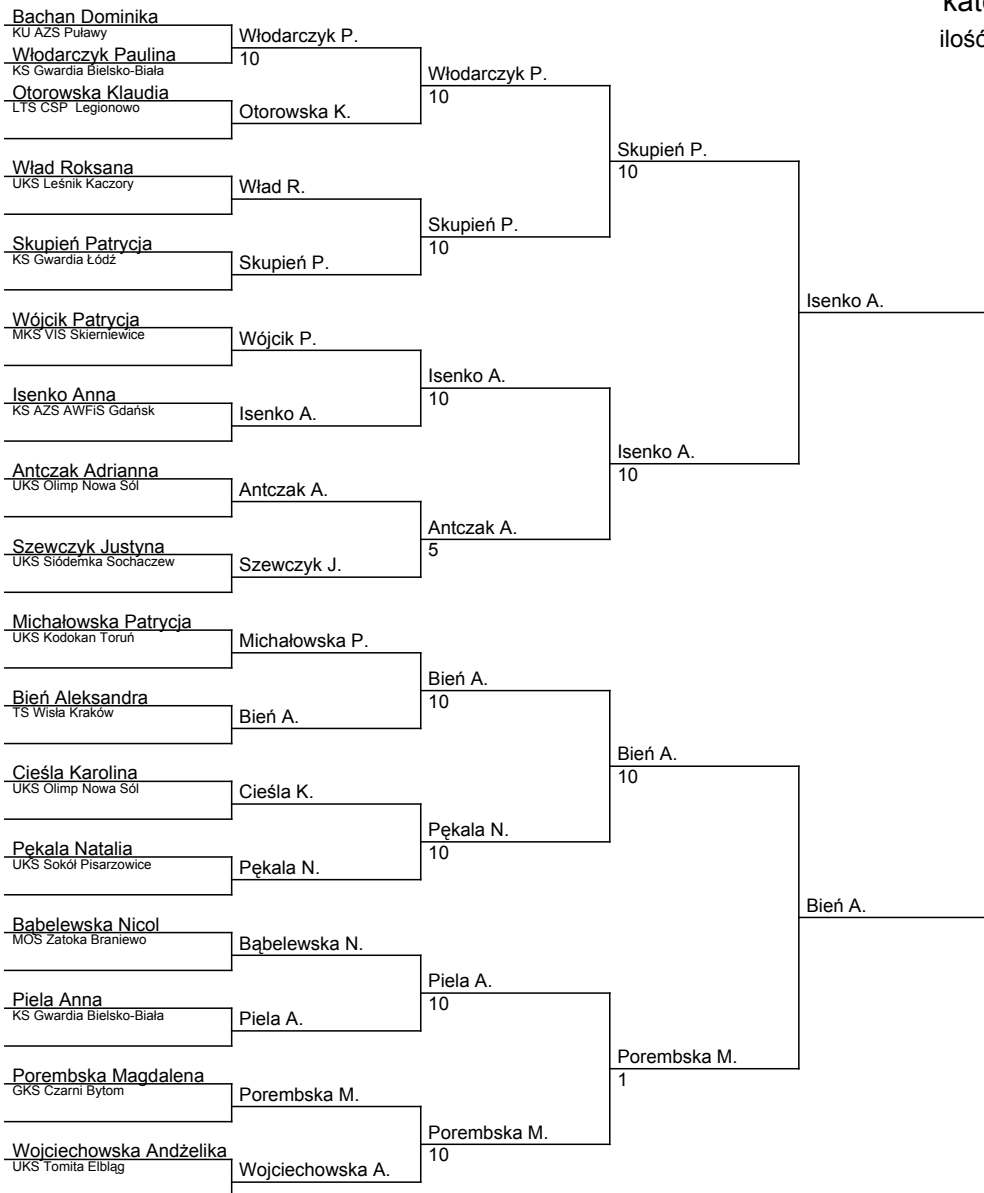 kat
ilość
Bachan Dominika
KU AZS Puławy
Włodarczyk Paulina
KS Gwardia Bielsko-Biała
Otorowska Klaudia
LTS CSP Legionowo
Wład Roksana
UKS Leśnik Kaczory
Skupień Patrycja
KS Gwardia Łódź
Wójcik Patrycja
MKS VIS Skierniewice
Isenko Anna
KS AZS AWFiS Gdańsk
Antczak Adrianna
UKS Olimp Nowa Sól
Szewczyk Justyna
UKS Siódemka Sochaczew
Michałowska Patrycja
UKS Kodokan Toruń
Bień Aleksandra
TS Wisła Kraków
Cieśla Karolina
UKS Olimp Nowa Sól
Pękala Natalia
UKS Sokół Pisarzowice
Bąbelewska Nicol
MOS Zatoka Braniewo
Piela Anna
KS Gwardia Bielsko-Biała
Porembska Magdalena
GKS Czarni Bytom
Wojciechowska Andżelika
UKS Tomita Elbląg
Włodarczyk P.
10
Otorowska K.
Wład R.
Skupień P.
Wójcik P.
Isenko A.
Antczak A.
Szewczyk J.
Michałowska P.
Bień A.
Cieśla K.
Pękala N.
Bąbelewska N.
Piela A.
Porembska M.
Wojciechowska A.
Włodarczyk P.
10
Skupień P.
10
Isenko A.
10
Antczak A.
5
Bień A.
10
Pękala N.
10
Piela A.
10
Porembska M.
10
Skupień P.
10
Isenko A.
10
Bień A.
10
Porembska M.
1
Isenko A.
Bień A.